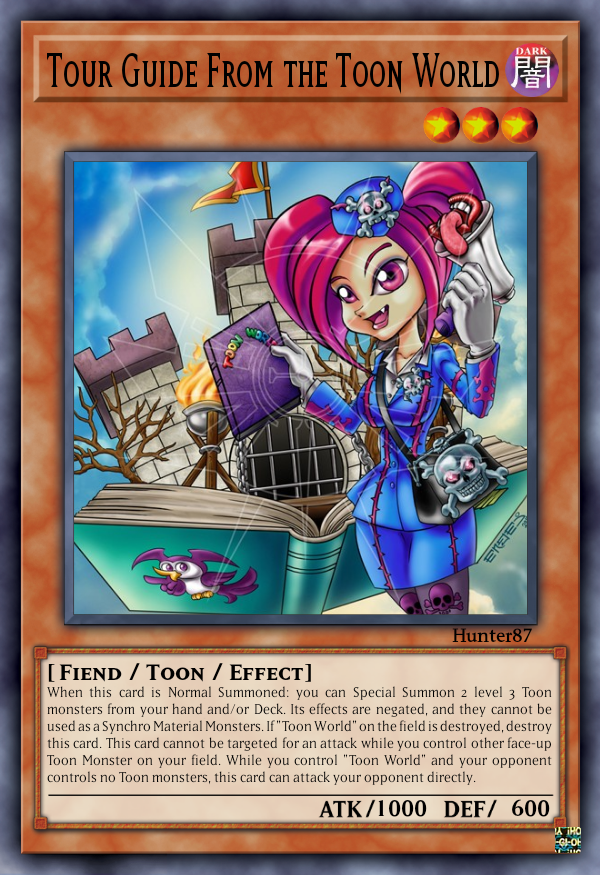 TOUR GUIDE FROM THE TOON WORLD
DARK
闇
TOON WORLD
Hunter87
[ FIEND / TOON / EFFECT ]
When this card is Normal Summoned: you can Special Summon 2 level 3 Toon
monsters from your hand and/or Deck. Its effects are negated, and they cannot be
used as a Synchro Material Monsters. If "Toon World" on the field is destroyed, destroy
this card. This card cannot be targeted for an attack while you control other face-up
Toon Monster on your field. While you control "Toon World" and your opponent
controls no Toon monsters, this card can attack your opponent directly.
ATK/1000 DEF/ 600